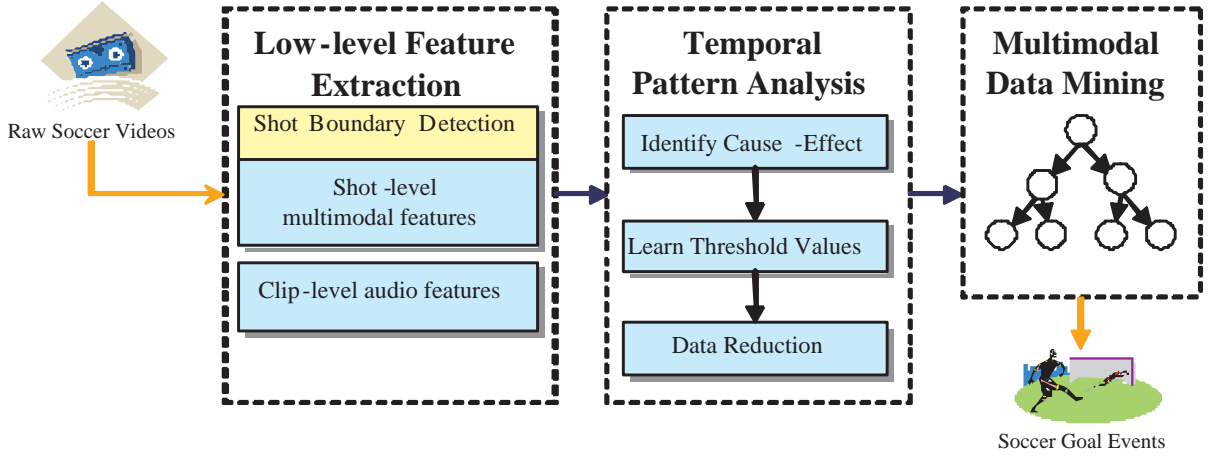 Raw Soccer Videos
Low-level Feature
Extraction
Shot Boundary Detection
Shot -level
multimodal features
Clip-level audio features
Temporal
Pattern Analysis
Identify Cause -Effect
Learn Threshold Values
Data Reduction
Multimodal
Data Mining
Soccer Goal Events